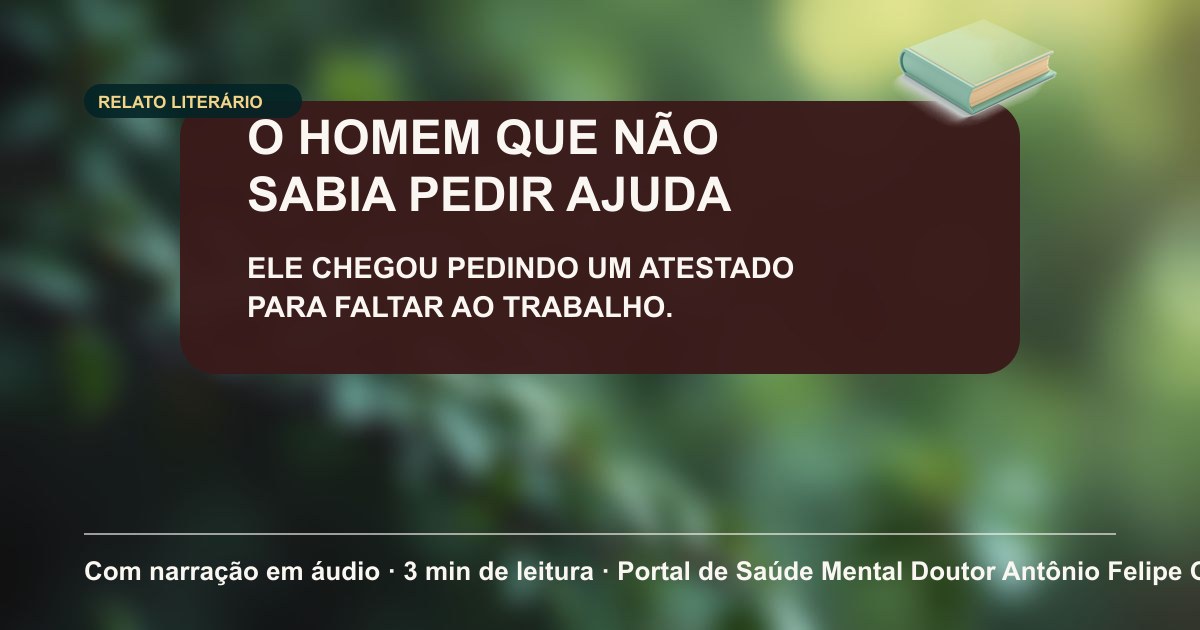 RELATO LITERÁRIO
O HOMEM QUE NÃO
SABIA PEDIR AJUDA
ELE CHEGOU PEDINDO UM ATESTADO
PARA FALTAR AO TRABALHO.
Com narração em áudio · 3 min de leitura · Portal de Saúde Mental Doutor Antônio Felipe